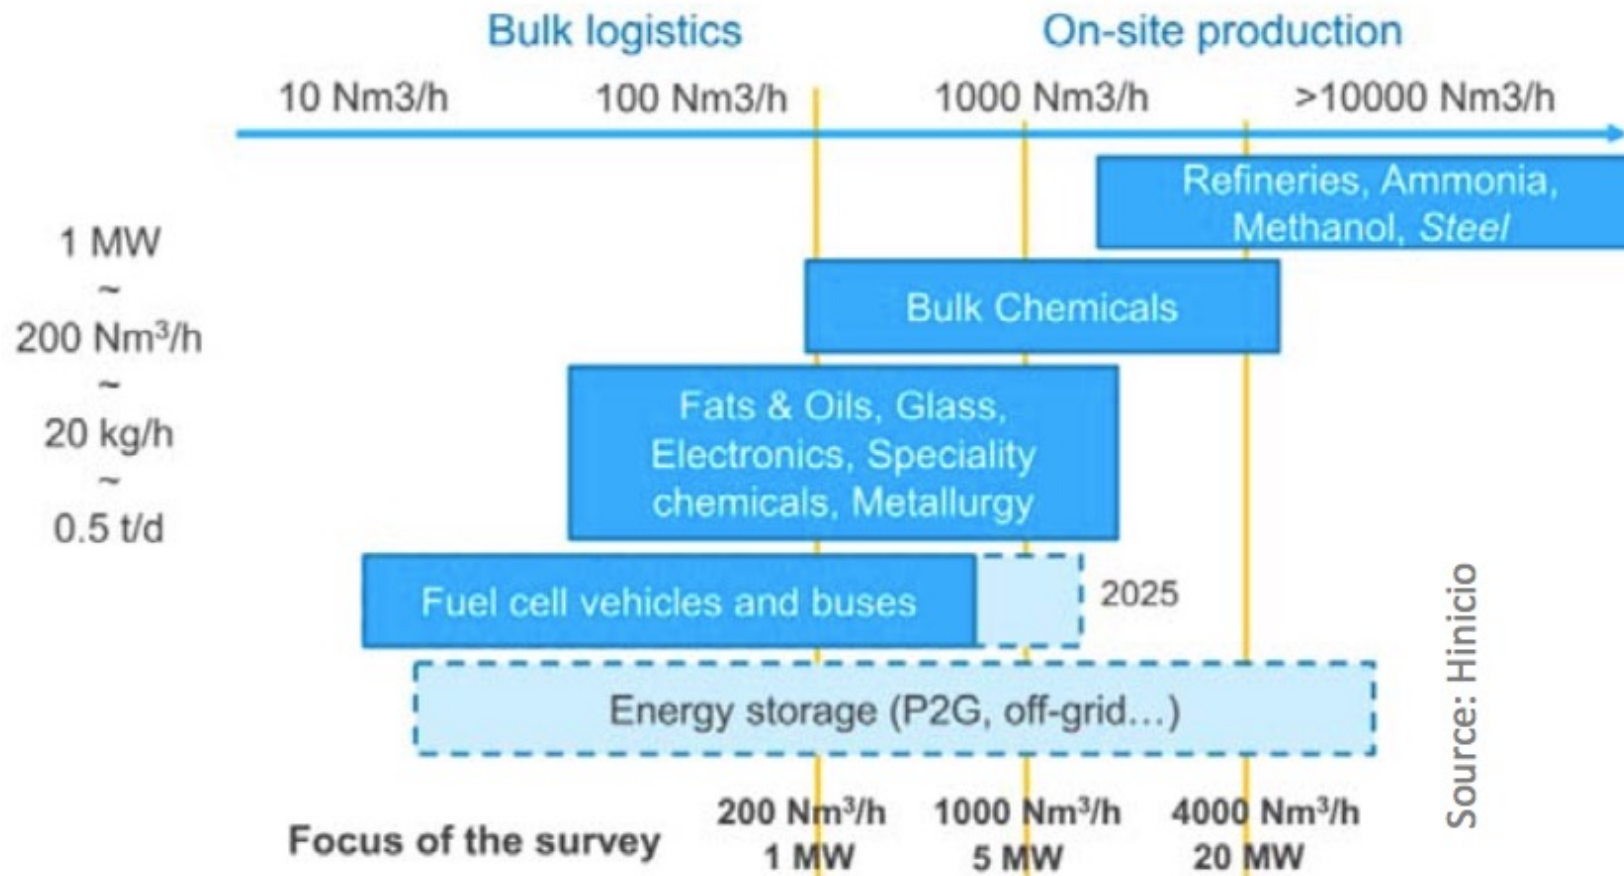 Bulk logistics
On-site production
10 Nm3/h
100 Nm3/h
1000 Nm3/h
>10000 Nm3/h
1 MW
~
200 Nm³/h
~
20 kg/h
~
0.5 t/d
Refineries, Ammonia,
Methanol, Steel
Bulk Chemicals
Fats & Oils, Glass,
Electronics, Speciality
chemicals, Metallurgy
Fuel cell vehicles and buses
2025
Energy storage (P2G, off-grid...)
Focus of the survey
200 Nm³/h
1 MW
1000 Nm³/h
5 MW
4000 Nm³/h
20 MW
Source: Hinicio